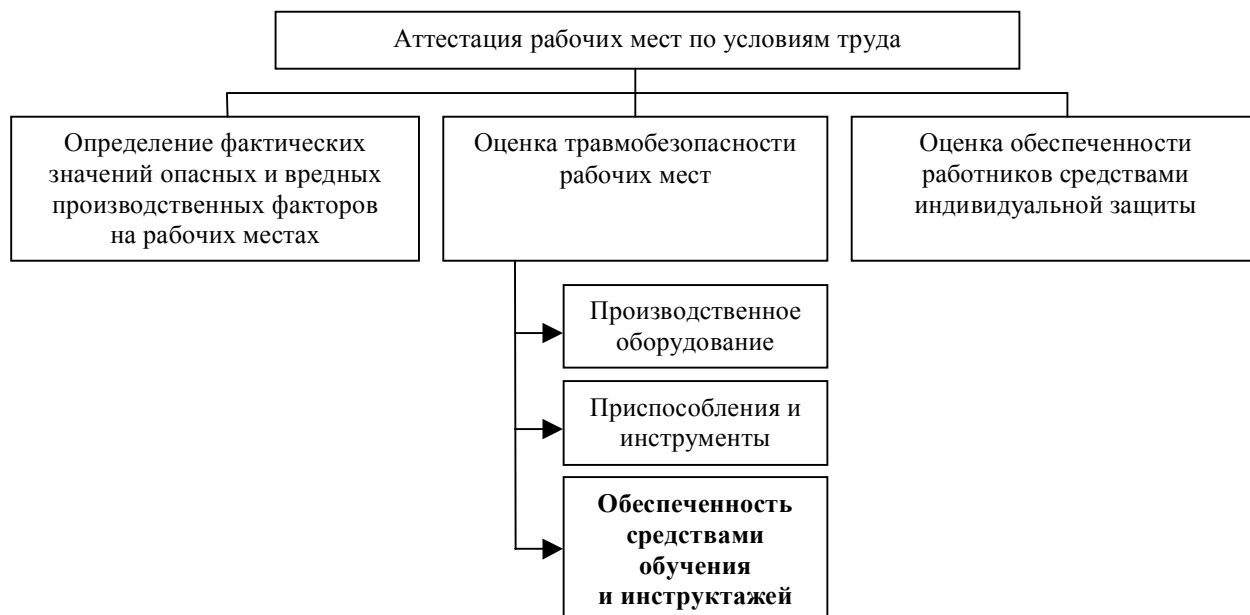 Аттестация рабочих мест по условиям труда
Определение фактических
значений опасных и вредных
производственных факторов
на рабочих местах
Оценка травмобезопасности
рабочих мест
Оценка обеспеченности
работников средствами
индивидуальной защиты
Производственное
оборудование
Приспособления и
инструменты
Обеспеченность
средствами
обучения
и инструктажей